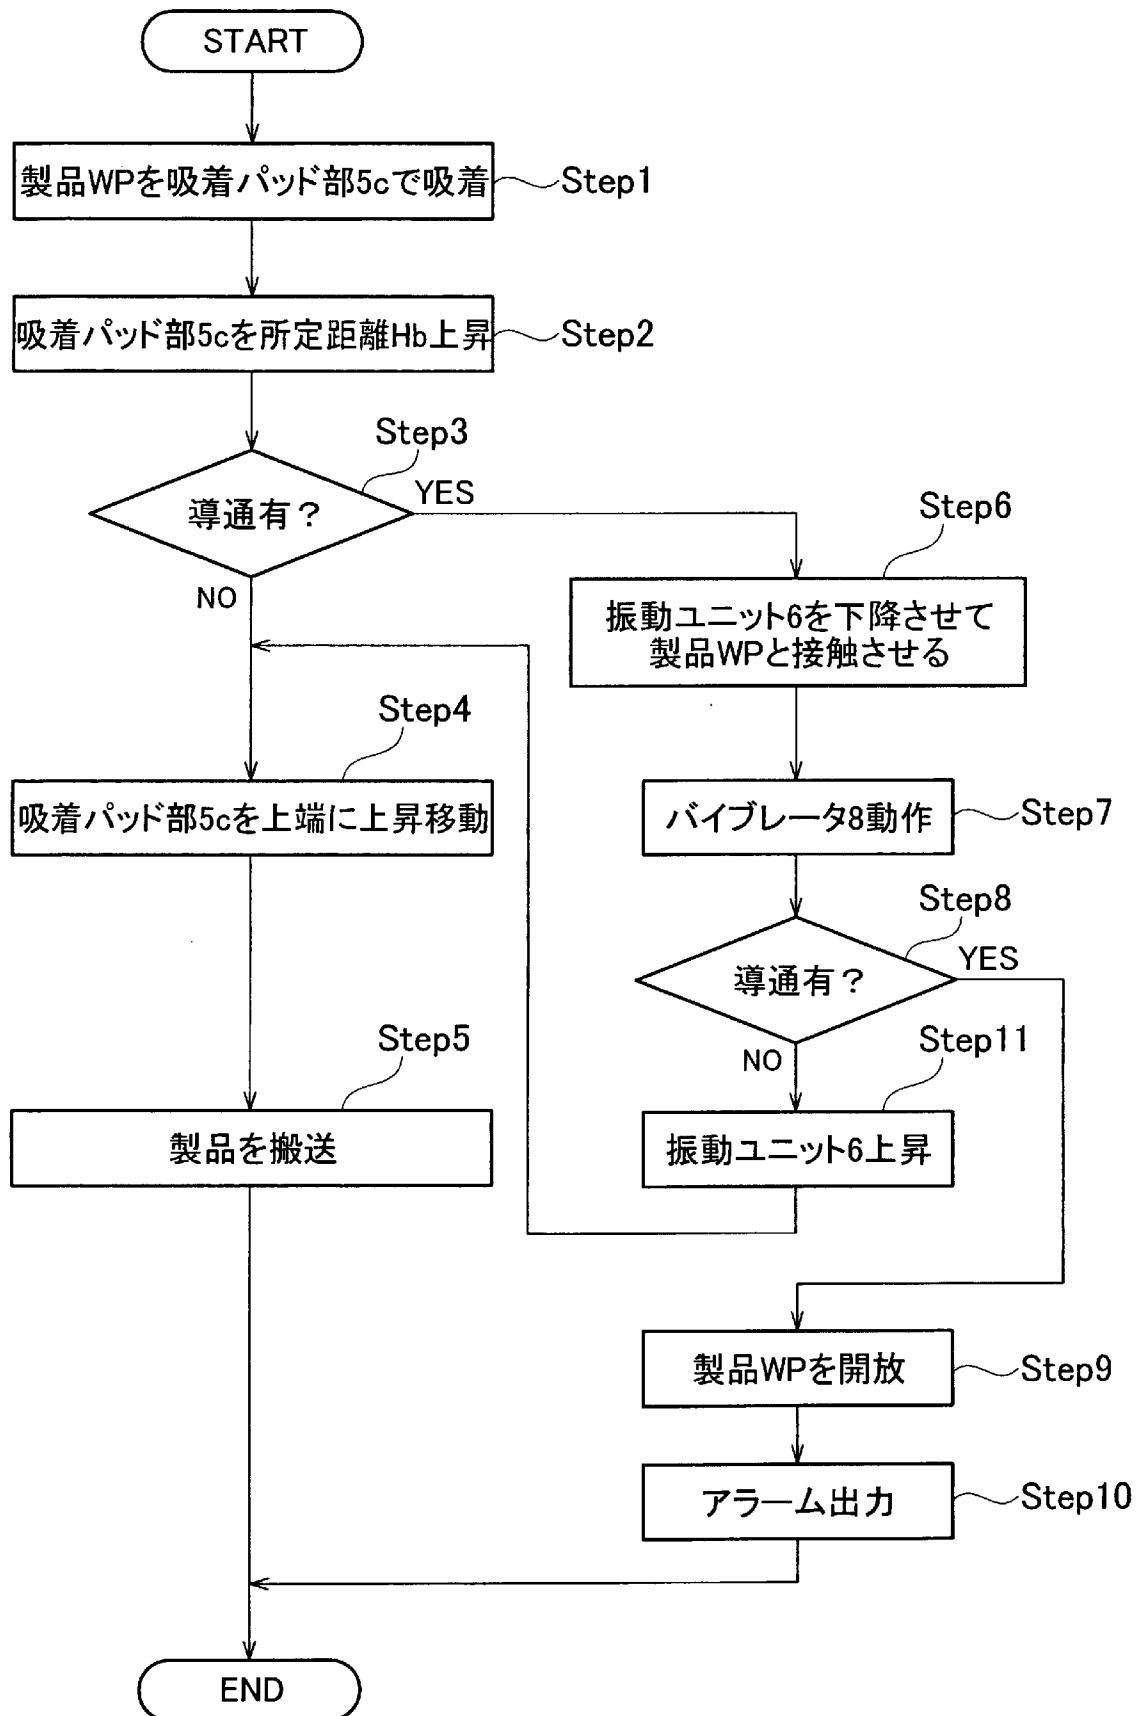 START
製品WPを吸着パッド部5cで吸着
Step1
吸着パッド部5cを所定距離Hb上昇
Step2
Step3
導通有？
YES
NO
Step6
振動ユニット6を下降させて
製品WPと接触させる
Step4
吸着パッド部5cを上端に上昇移動
バイブレータ8動作
Step7
Step8
導通有？
YES
NO
Step5
製品を搬送
Step11
振動ユニット6上昇
製品WPを開放
Step9
アラーム出力
Step10
END